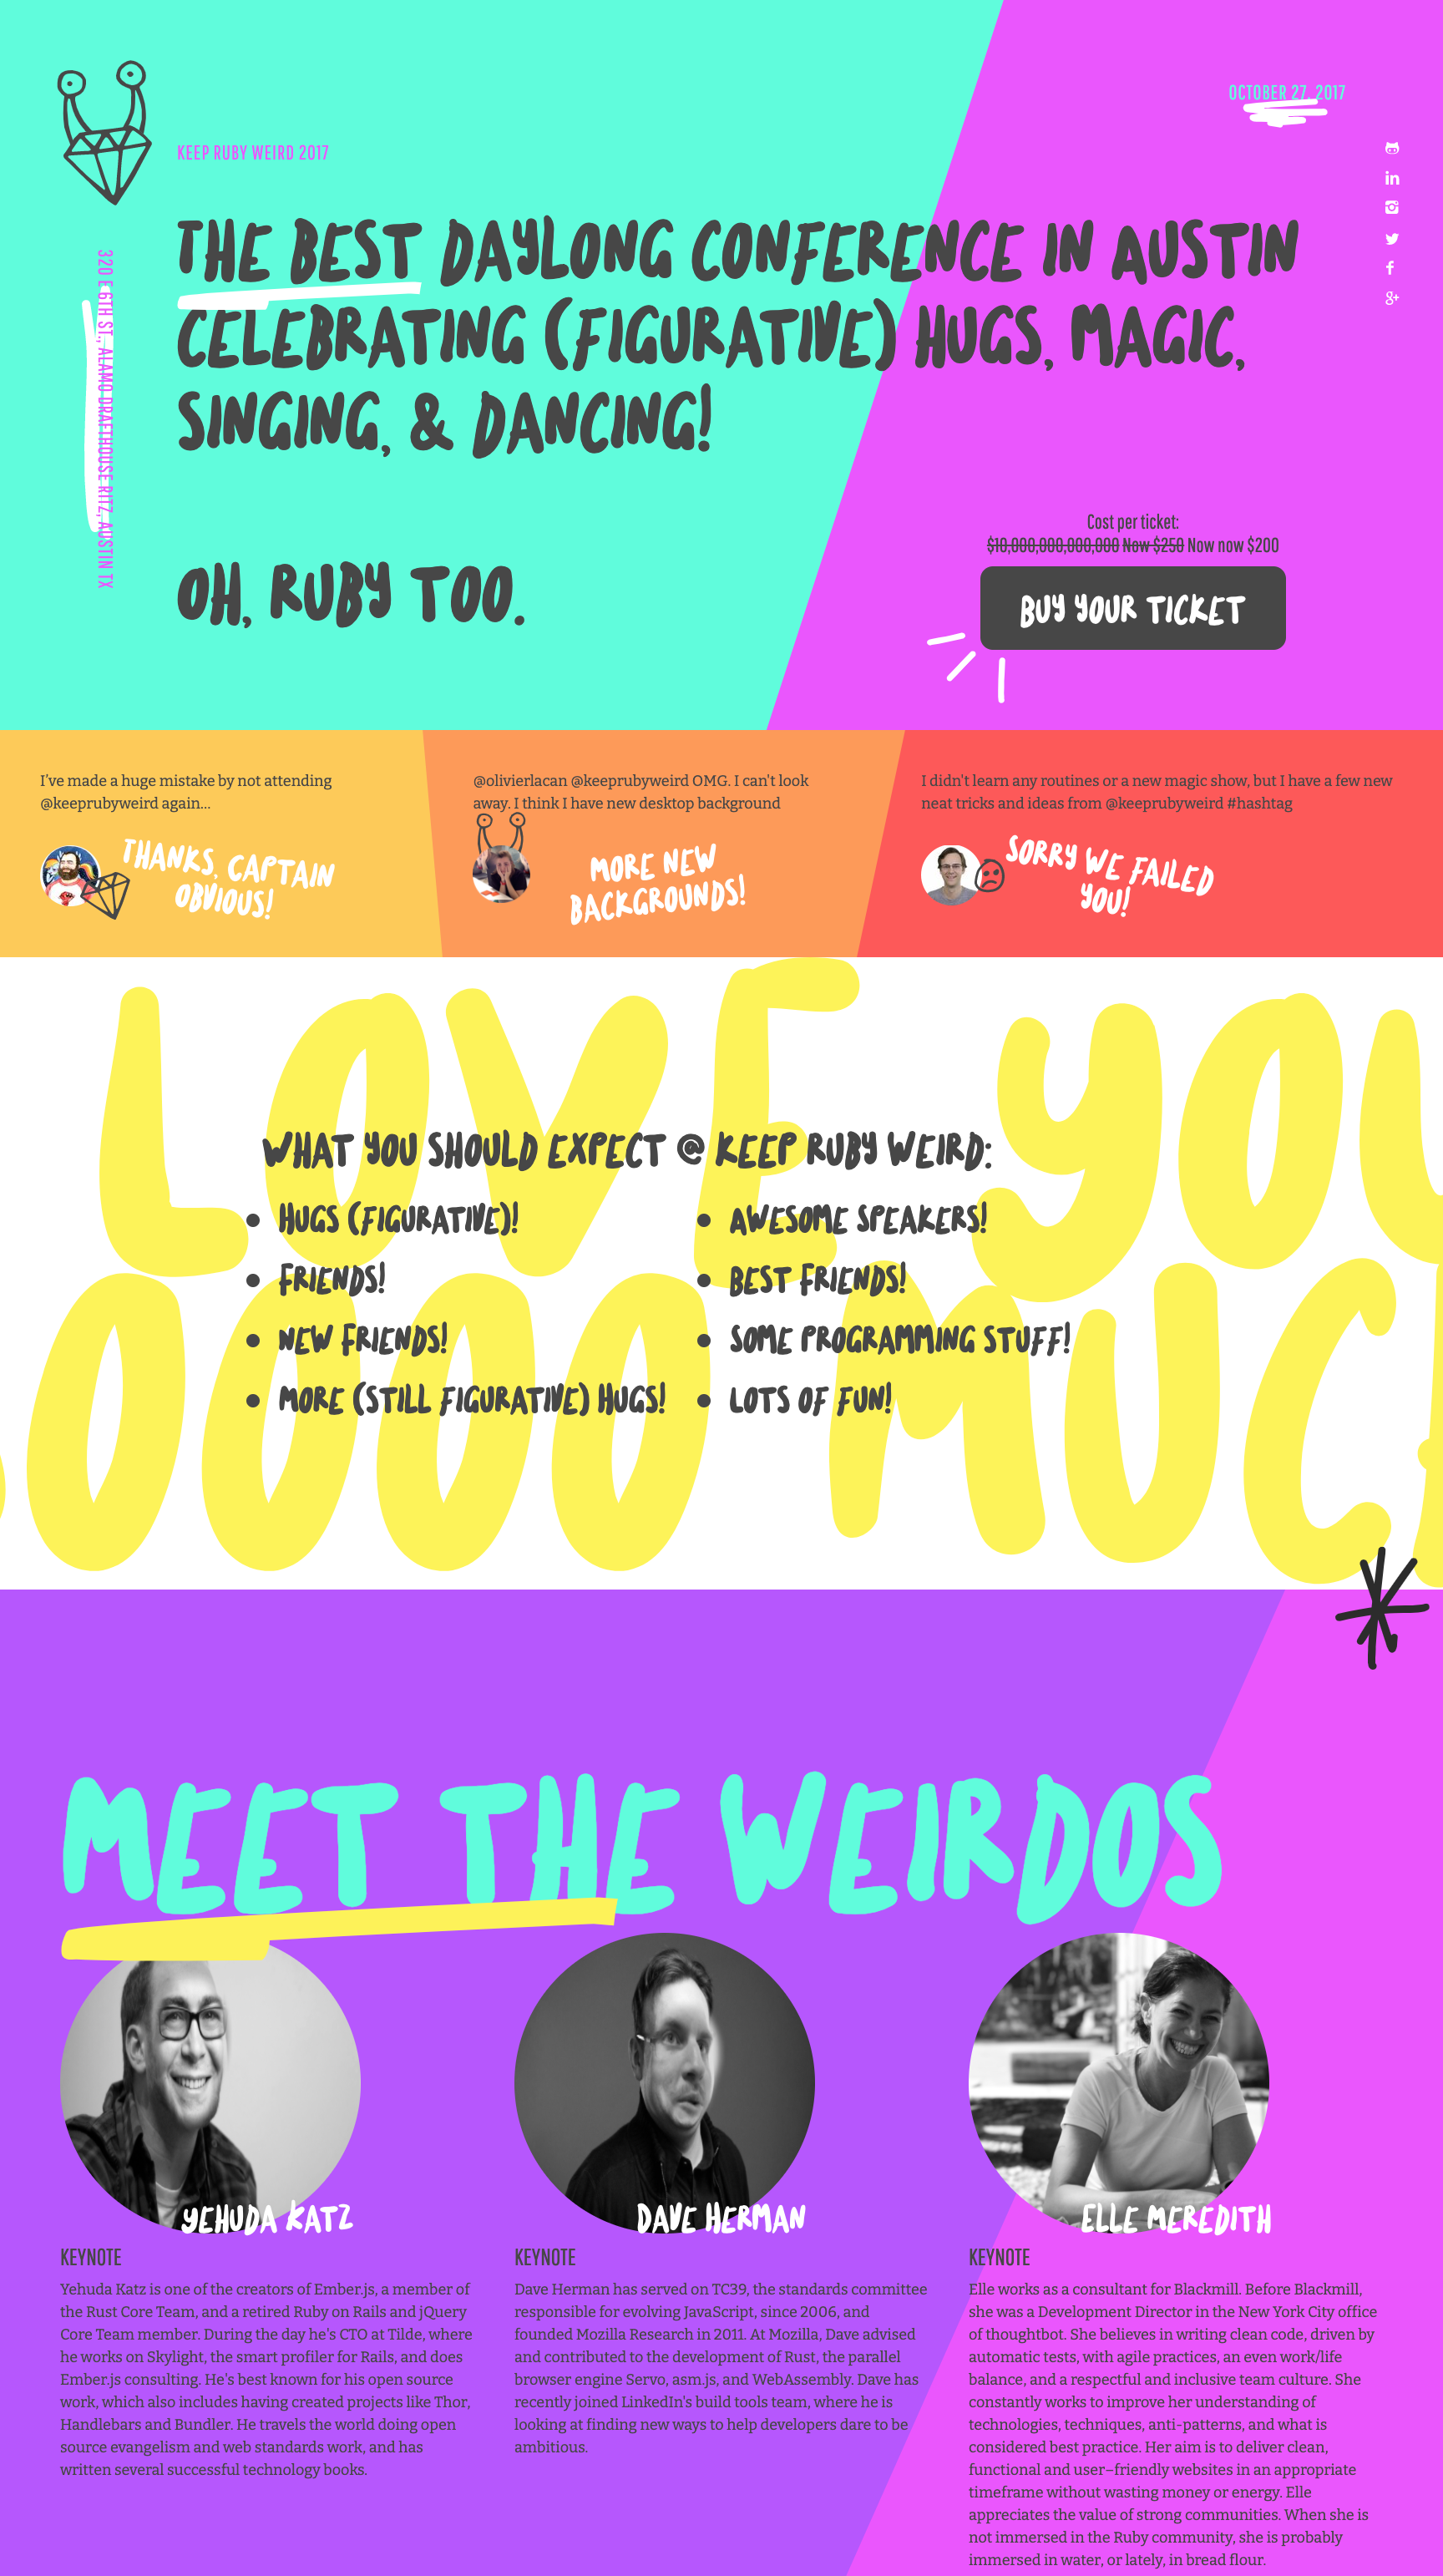 OCTOBER 27, 2017
KEEP RUBY WEIRD 2017
320 E 6TH ST., ALAMO DRAFTHOUSE RITZ, AUSTIN TX
THE BEST DAYLONG CONFERENCE IN AUSTIN
CELEBRATING (FIGURATIVE) HUGS, MAGIC,
SINGING, & DANCING!
OH, RUBY TOO.
Cost per ticket:
$10,000,000,000,000 Now $250 Now now $200
BUY YOUR TICKET
I've made a huge mistake by not attending
@keeprubyweird again...
THANKS, CAPTAIN
OBVIOUS!
@olivierlacan @keeprubyweird OMG. I can't look
away. I think I have new desktop background
MORE NEW
BACKGROUNDS!
I didn't learn any routines or a new magic show, but I have a few new
neat tricks and ideas from @keeprubyweird #hashtag
SORRY WE FAILED
YOU!
LOVE YOU
OOOO MUCH
WHAT YOU SHOULD EXPECT @ KEEP RUBY WEIRD:
HUGS (FIGURATIVE)!
FRIENDS!
NEW FRIENDS!
MORE (STILL FIGURATIVE) HUGS!
AWESOME SPEAKERS!
BEST FRIENDS!
SOME PROGRAMMING STUFF!
LOTS OF FUN!
MEET THE WEIRDOS
YEHUDA KATZ
KEYNOTE
Yehuda Katz is one of the creators of Ember.js, a member of
the Rust Core Team, and a retired Ruby on Rails and jQuery
Core Team member. During the day he's CTO at Tilde, where
he works on Skylight, the smart profiler for Rails, and does
Ember.js consulting. He's best known for his open source
work, which also includes having created projects like Thor,
Handlebars and Bundler. He travels the world doing open
source evangelism and web standards work, and has
written several successful technology books.
DAVE HERMAN
KEYNOTE
Dave Herman has served on TC39, the standards committee
responsible for evolving JavaScript, since 2006, and
founded Mozilla Research in 2011. At Mozilla, Dave advised
and contributed to the development of Rust, the parallel
browser engine Servo, asm.js, and WebAssembly. Dave has
recently joined LinkedIn's build tools team, where he is
looking at finding new ways to help developers dare to be
ambitious.
ELLE MEREDITH
KEYNOTE
Elle works as a consultant for Blackmill. Before Blackmill,
she was a Development Director in the New York City office
of thoughtbot. She believes in writing clean code, driven by
automatic tests, with agile practices, an even work/life
balance, and a respectful and inclusive team culture. She
constantly works to improve her understanding of
technologies, techniques, anti-patterns, and what is
considered best practice. Her aim is to deliver clean,
functional and user–friendly websites in an appropriate
timeframe without wasting money or energy. Elle
appreciates the value of strong communities. When she is
not immersed in the Ruby community, she is probably
immersed in water, or lately, in bread flour.